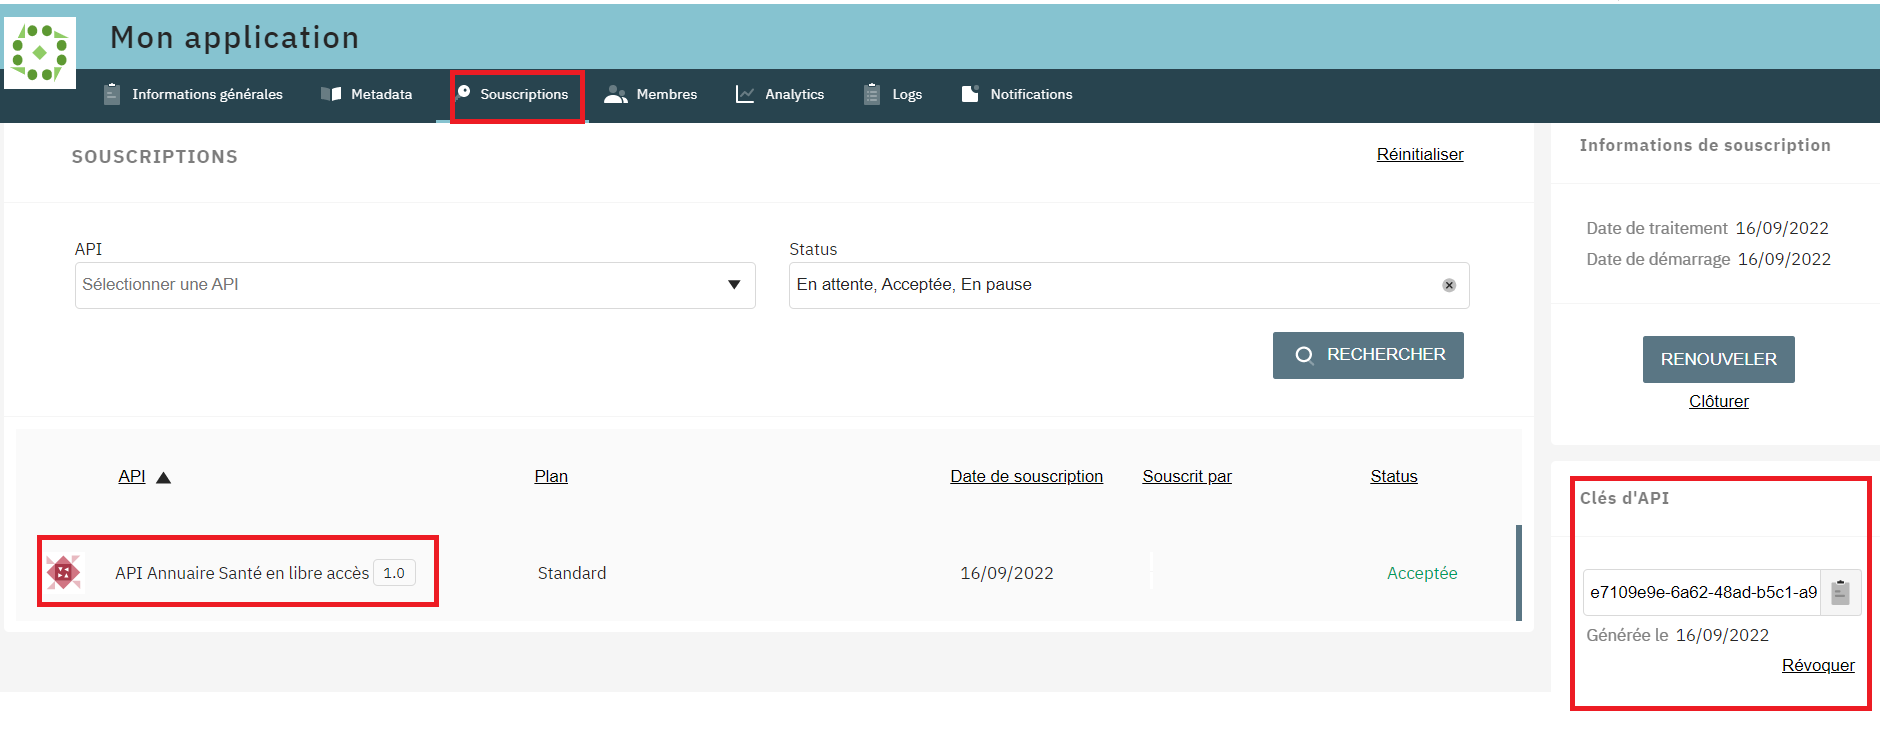 Mon application
Informations générales Metadata Souscriptions Membres Analytics Logs Notifications
SOUSCRIPTIONS
Réinitialiser
API
Sélectionner une API
Status
En attente, Acceptée, En pause
RECHERCHER
API Plan Date de souscription Souscrit par Status
API Annuaire Santé en libre accès 1.0 Standard 16/09/2022 Acceptée
Informations de souscription
Date de traitement 16/09/2022
Date de démarrage 16/09/2022
RENOUVELER
Clôturer
Clés d'API
e7109e9e-6a62-48ad-b5c1-a9
Générée le 16/09/2022
Révoquer